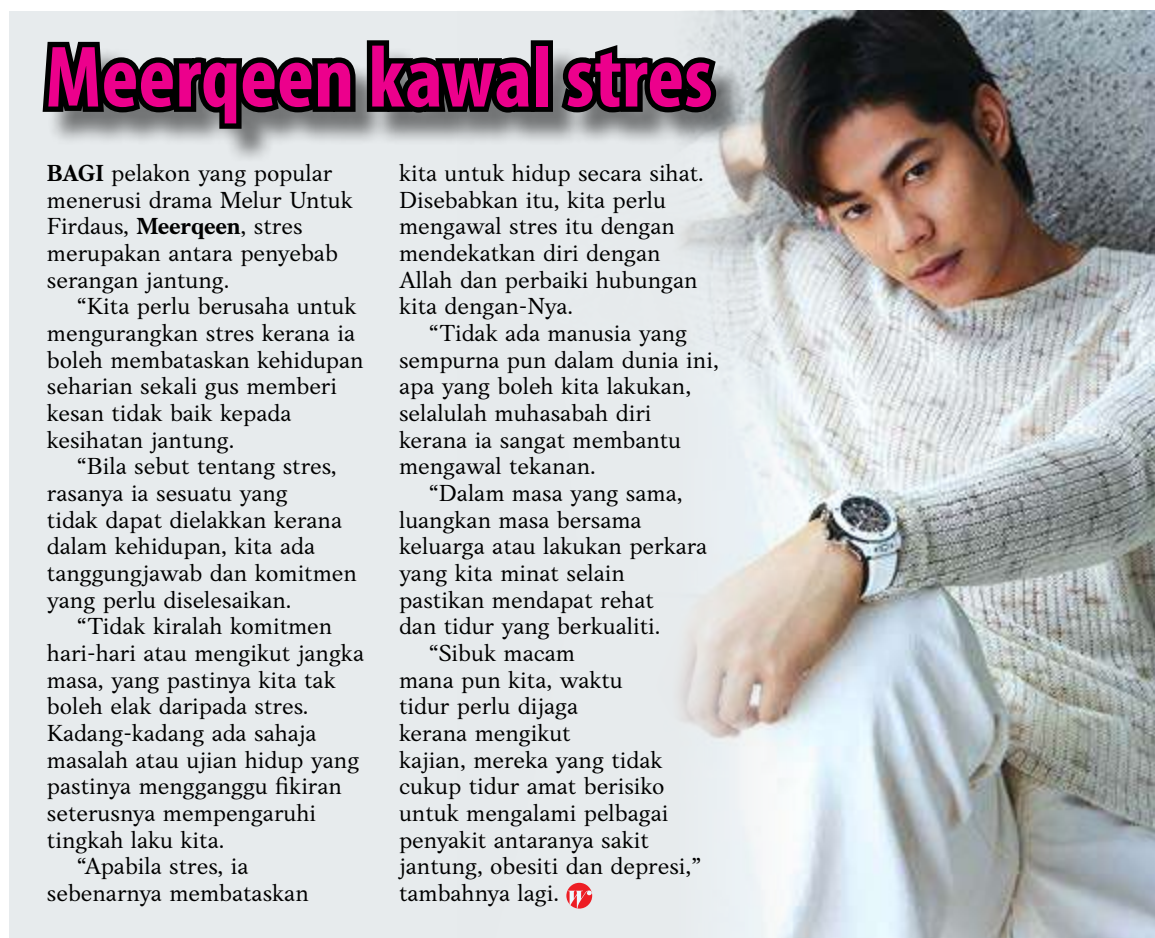 Meerqeen kawal stres
BAGI pelakon yang popular
menerusi drama Melur Untuk
Firdaus, Meerqeen, stres
merupakan antara penyebab
serangan jantung.
“Kita perlu berusaha untuk
mengurangkan stres kerana ia
boleh membataskan kehidupan
seharian sekali gus memberi
kesan tidak baik kepada
kesihatan jantung.
“Bila sebut tentang stres,
rasanya ia sesuatu yang
tidak dapat dielakkan kerana
dalam kehidupan, kita ada
tanggungjawab dan komitmen
yang perlu diselesaikan.
“Tidak kiralah komitmen
hari-hari atau mengikut jangka
masa, yang pastinya kita tak
boleh elak daripada stres.
Kadang-kadang ada sahaja
masalah atau ujian hidup yang
pastinya mengganggu fikiran
seterusnya mempengaruhi
tingkah laku kita.
“Apabila stres, ia
sebenarnya membataskan
kita untuk hidup secara sihat.
Disebabkan itu, kita perlu
mengawal stres itu dengan
mendekatkan diri dengan
Allah dan perbaiki hubungan
kita dengan-Nya.
“Tidak ada manusia yang
sempurna pun dalam dunia ini,
apa yang boleh kita lakukan,
selalulah muhasabah diri
kerana ia sangat membantu
mengawal tekanan.
“Dalam masa yang sama,
luangkan masa bersama
keluarga atau lakukan perkara
yang kita minat selain
pastikan mendapat rehat
dan tidur yang berkualiti.
“Sibuk macam
mana pun kita, waktu
tidur perlu dijaga
kerana mengikut
kajian, mereka yang tidak
cukup tidur amat berisiko
untuk mengalami pelbagai
penyakit antaranya sakit
jantung, obesiti dan depresi,”
tambahnya lagi. W